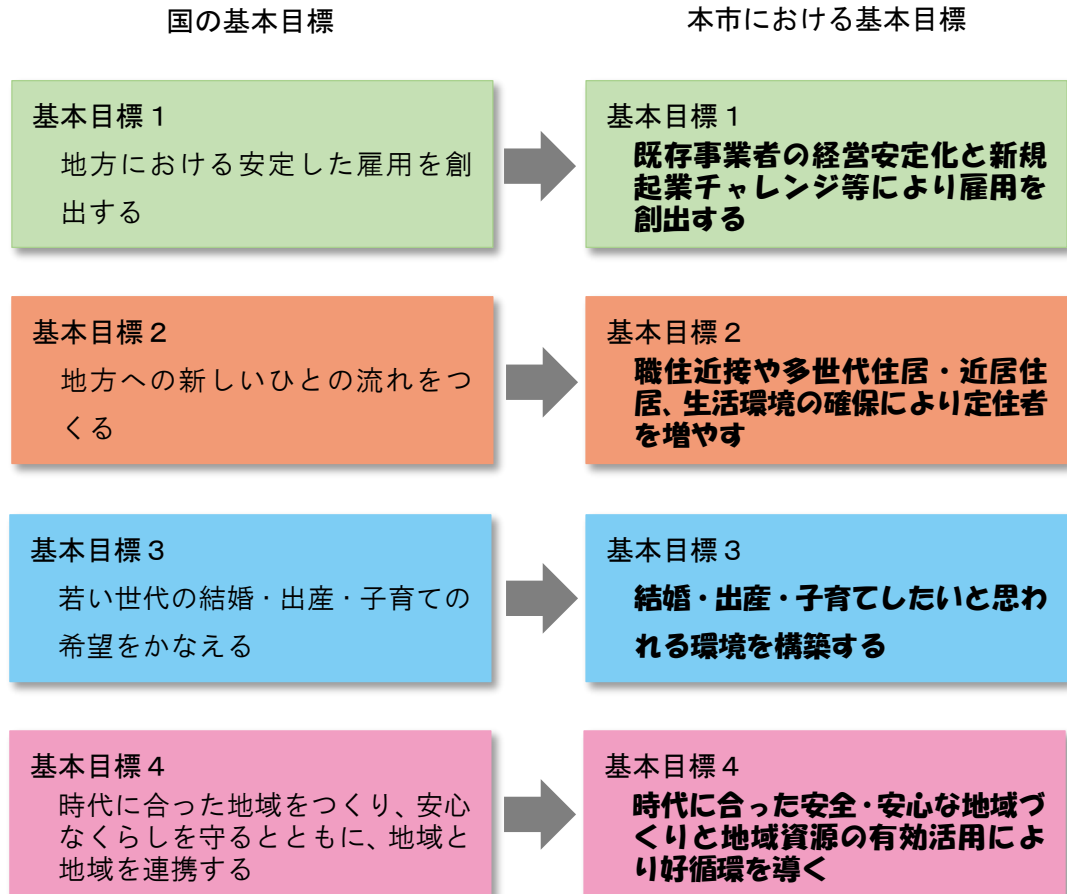 国の基本目標
本市における基本目標
基本目標１
地方における安定した雇用を創
出する
基本目標１
既存事業者の経営安定化と新規
起業チャレンジ等により雇用を
創出する
基本目標２
地方への新しいひとの流れをつ
くる
基本目標２
職住近接や多世代住居・近居住
居、生活環境の確保により定住者
を増やす
基本目標３
若い世代の結婚・出産・子育ての
希望をかなえる
基本目標３
結婚・出産・子育てしたいと思わ
れる環境を構築する
基本目標４
時代に合った地域をつくり、安心
なくらしを守るとともに、地域と
地域を連携する
基本目標４
時代に合った安全・安心な地域づ
くりと地域資源の有効活用によ
り好循環を導く